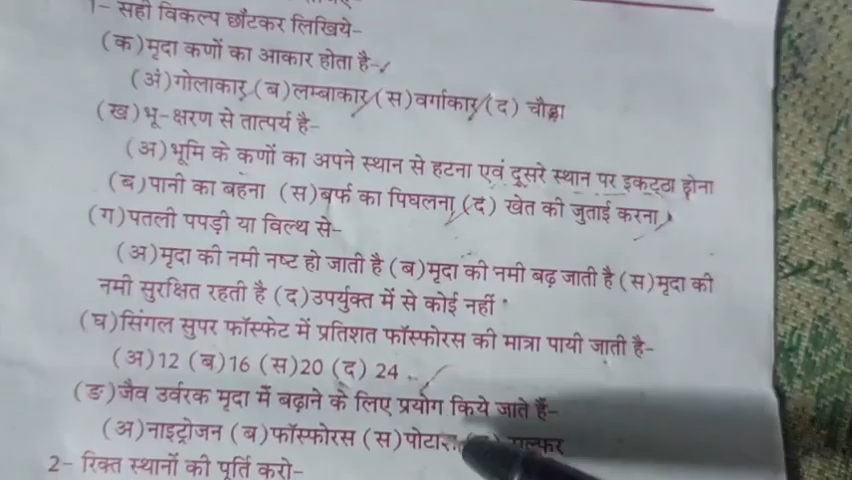 1- सही विकल्प छाँटकर लिखिये-
(क)मृदा कणों का आकार होता है-
(अं)गोलाकार (ब)लम्बाकार (स)वर्गाकार (द) चौड़ा
(ख)भू-क्षरण से तात्पर्य है-
(अ)भूमि के कणों का अपने स्थान से हटना एवं दूसरे स्थान पर इकट्ठा होना
(ब)पानी का बहना (स)बर्फ का पिघलना (द) खेत की जुताई करना
(ग)पतली पपड़ी या विल्थ से-
(अ)मृदा की नमी नष्ट हो जाती है (ब)मृदा की नमी बढ़ जाती है (स)मृदा की
नमी सुरक्षित रहती है (द)उपर्युक्त में से कोई नहीं
(घ)सिंगल सुपर फॉस्फेट में प्रतिशत फॉस्फोरस की मात्रा पायी जाती है-
(अ)12 (ब)16 (स)20 (द) 24
(ङ)जैव उर्वरक मृदा में बढ़ाने के लिए प्रयोग किये जाते हैं-
(अ)नाइट्रोजन (ब)फॉस्फोरस (स)
2- रिक्त स्थानों की पूर्ति करो-